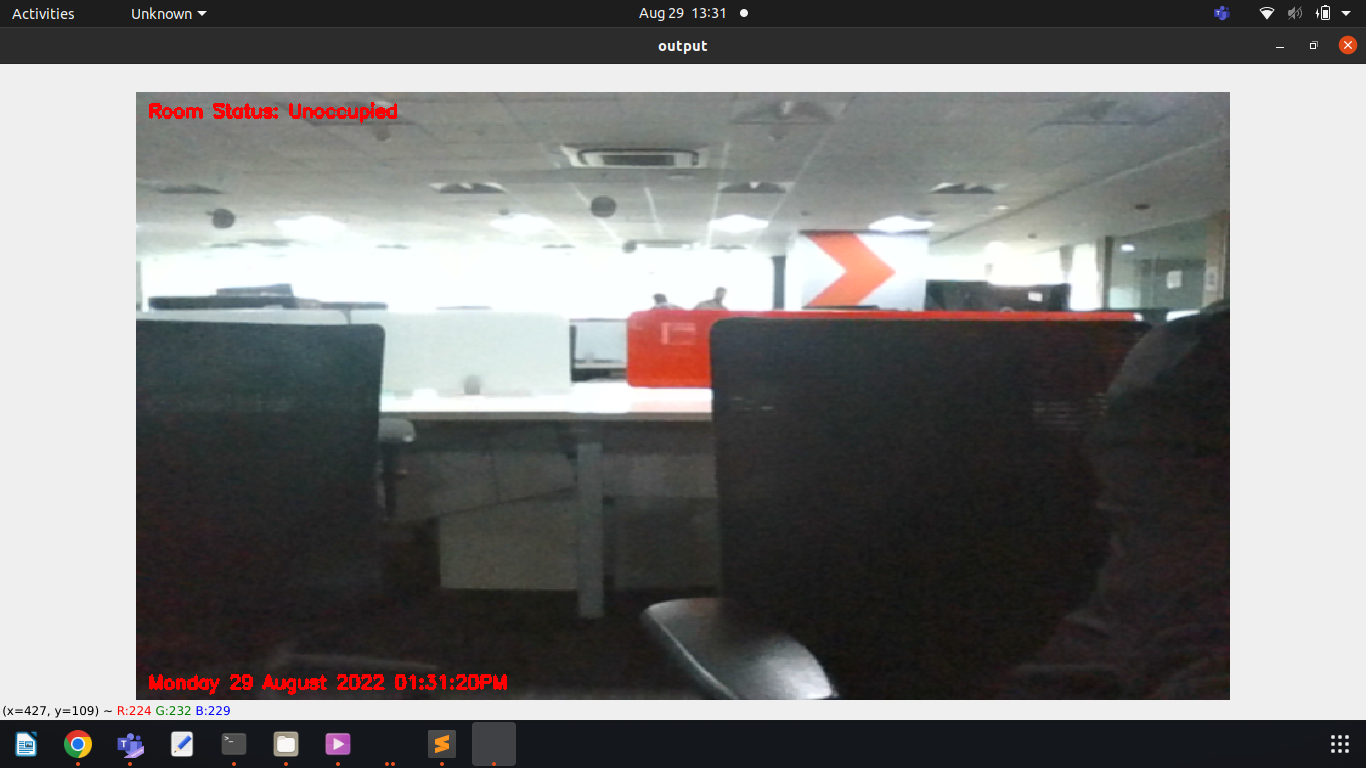 Activities
Unknown
Aug 29 13:31
output
Room Status: Unoccupied
Monday 29 August 2022 01:31:20PM
(x=427, y=109) ~ R:224 G:232 B:229